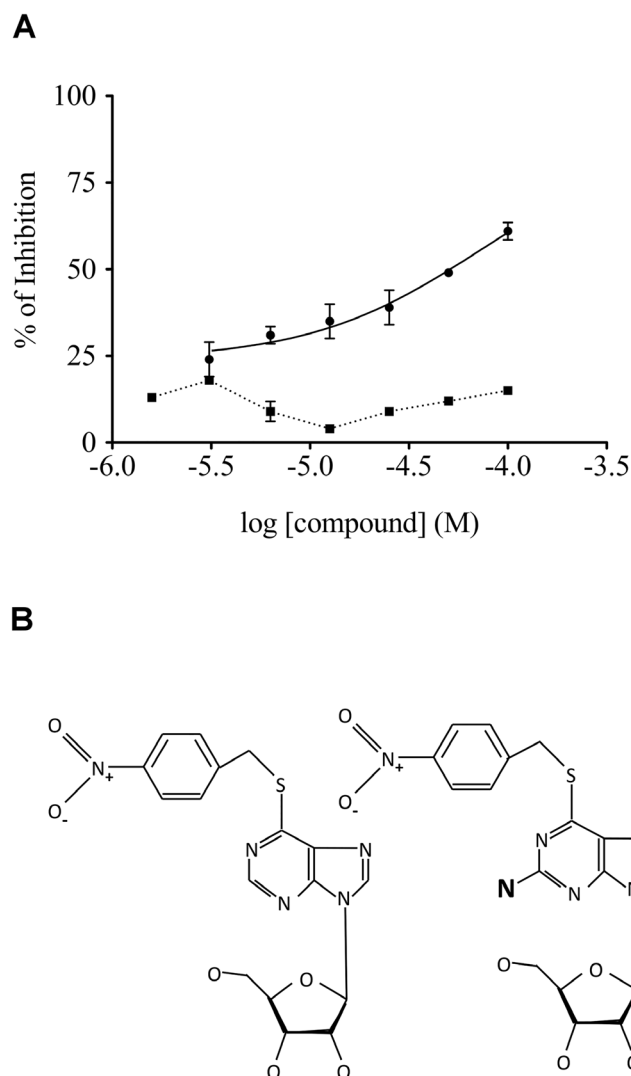 A
100
75
50
25
0
% of Inhibition
-6.0 -5.5 -5.0 -4.5 -4.0 -3.5
log [compound] (M)
B
O O
N+ N+
O- O-
S S
N N N
N N N N N
O O O O
O O O O